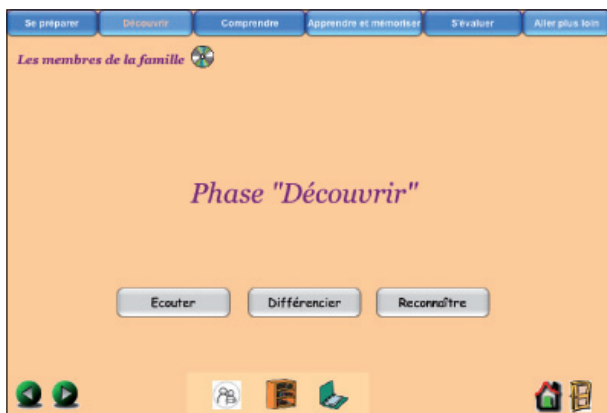 Se préparer Découvrir Comprendre Apprendre et mémoriser S'évaluer Aller plus loin
Les membres de la famille
Phase "Découvrir"
Ecouter Différencier Reconnaître